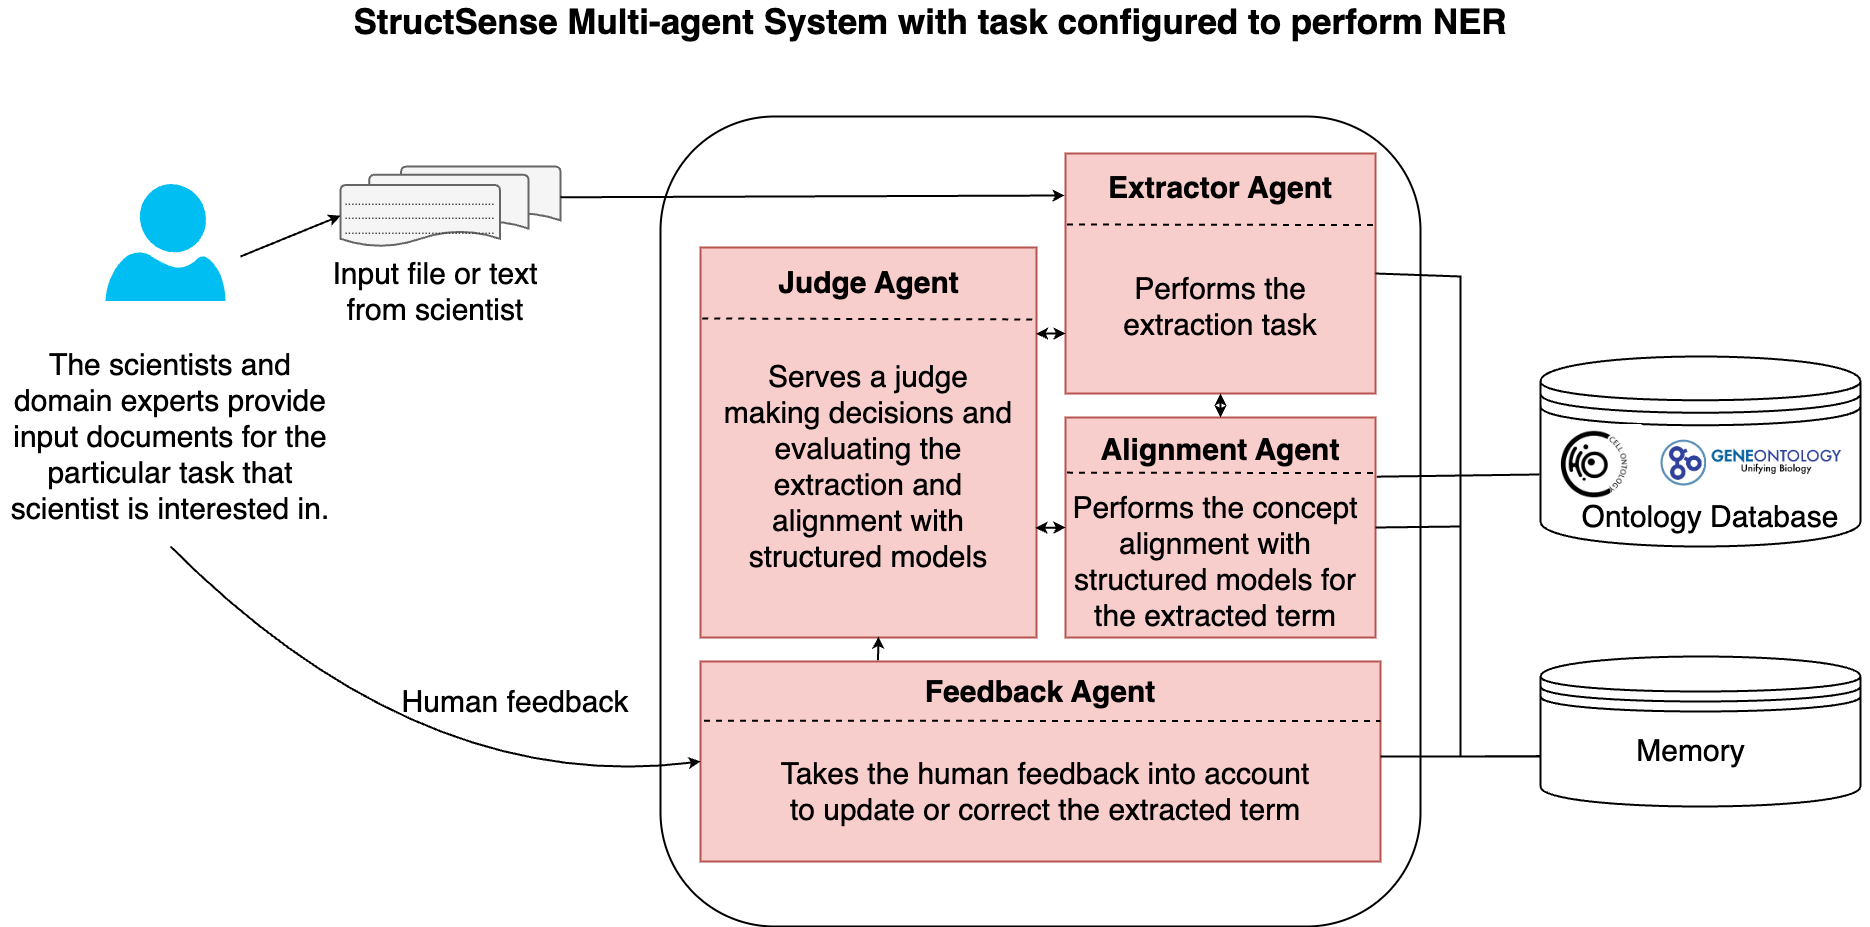 StructSense Multi-agent System with task configured to perform NER
Input file or text
from scientist
The scientists and
domain experts provide
input documents for the
particular task that
scientist is interested in.
Human feedback
Extractor Agent
Performs the
extraction task
Judge Agent
Serves a judge
making decisions and
evaluating the
extraction and
alignment with
structured models
Alignment Agent
Performs the concept
alignment with
structured models for
the extracted term
Feedback Agent
Takes the human feedback into account
to update or correct the extracted term
CELL ONTOLOGY
GENEONTOLOGY
Unifying Biology
Ontology Database
Memory